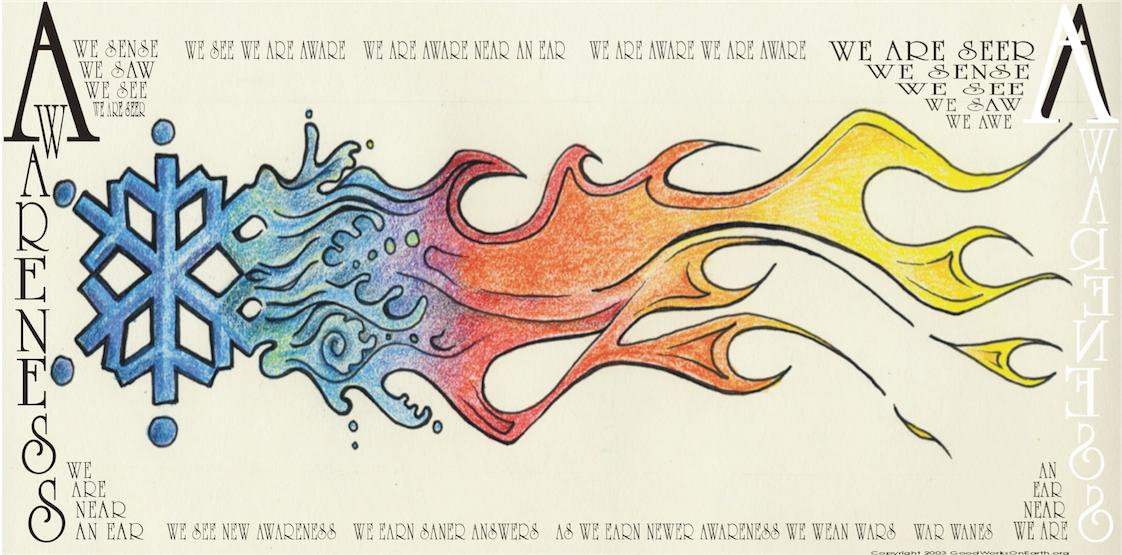 AWARENESS
WE SENSE
WE SAW
WE SEE
WE ARE SEER
WE SEE WE ARE AWARE
WE ARE AWARE NEAR AN EAR
WE ARE AWARE WE ARE AWARE
WE ARE SEER
WE SENSE
WE SEE
WE SAW
WE AWE
AWARENESS
WE
ARE
NEAR
AN EAR
WE SEE NEW AWARENESS
WE EARN SANER ANSWERS
AS WE EARN NEWER AWARENESS WE WEAN WARS
WAR WANES
AN
EAR
NEAR
WE ARE
Copyright 2003 GoodWorksOnEarth.org